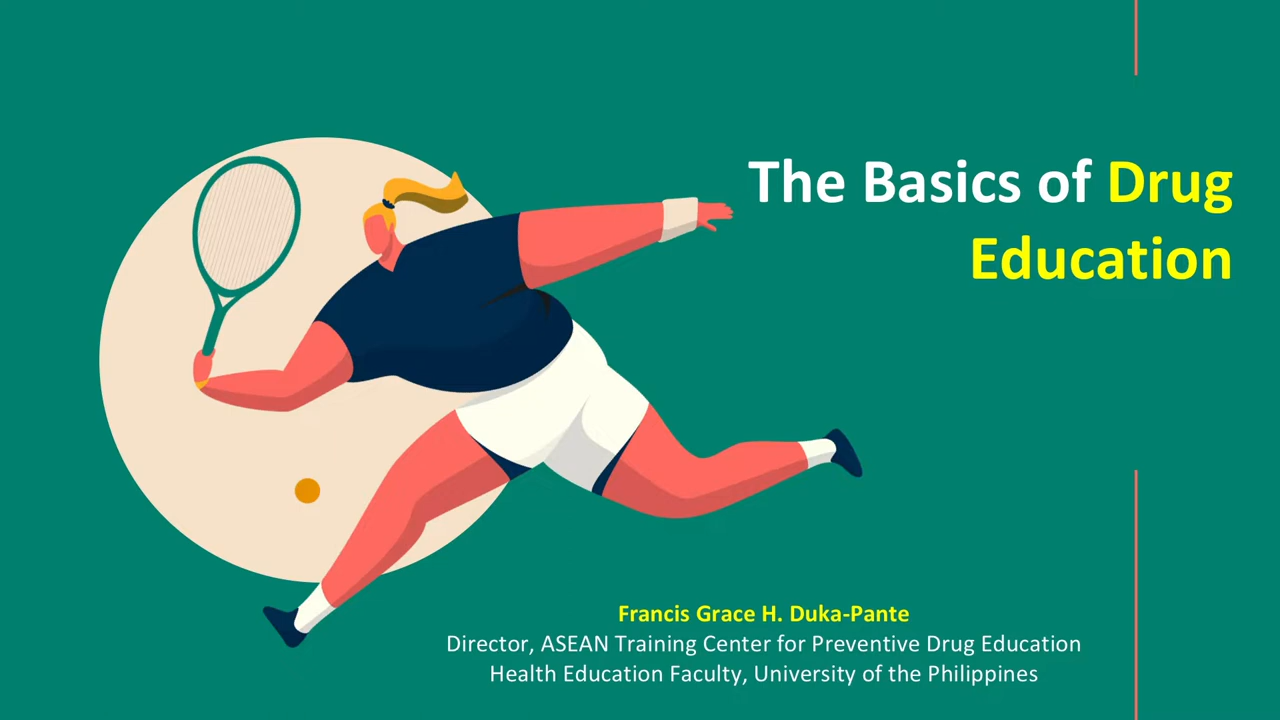 The Basics of Drug
Education
Francis Grace H. Duka-Pante
Director, ASEAN Training Center for Preventive Drug Education
Health Education Faculty, University of the Philippines